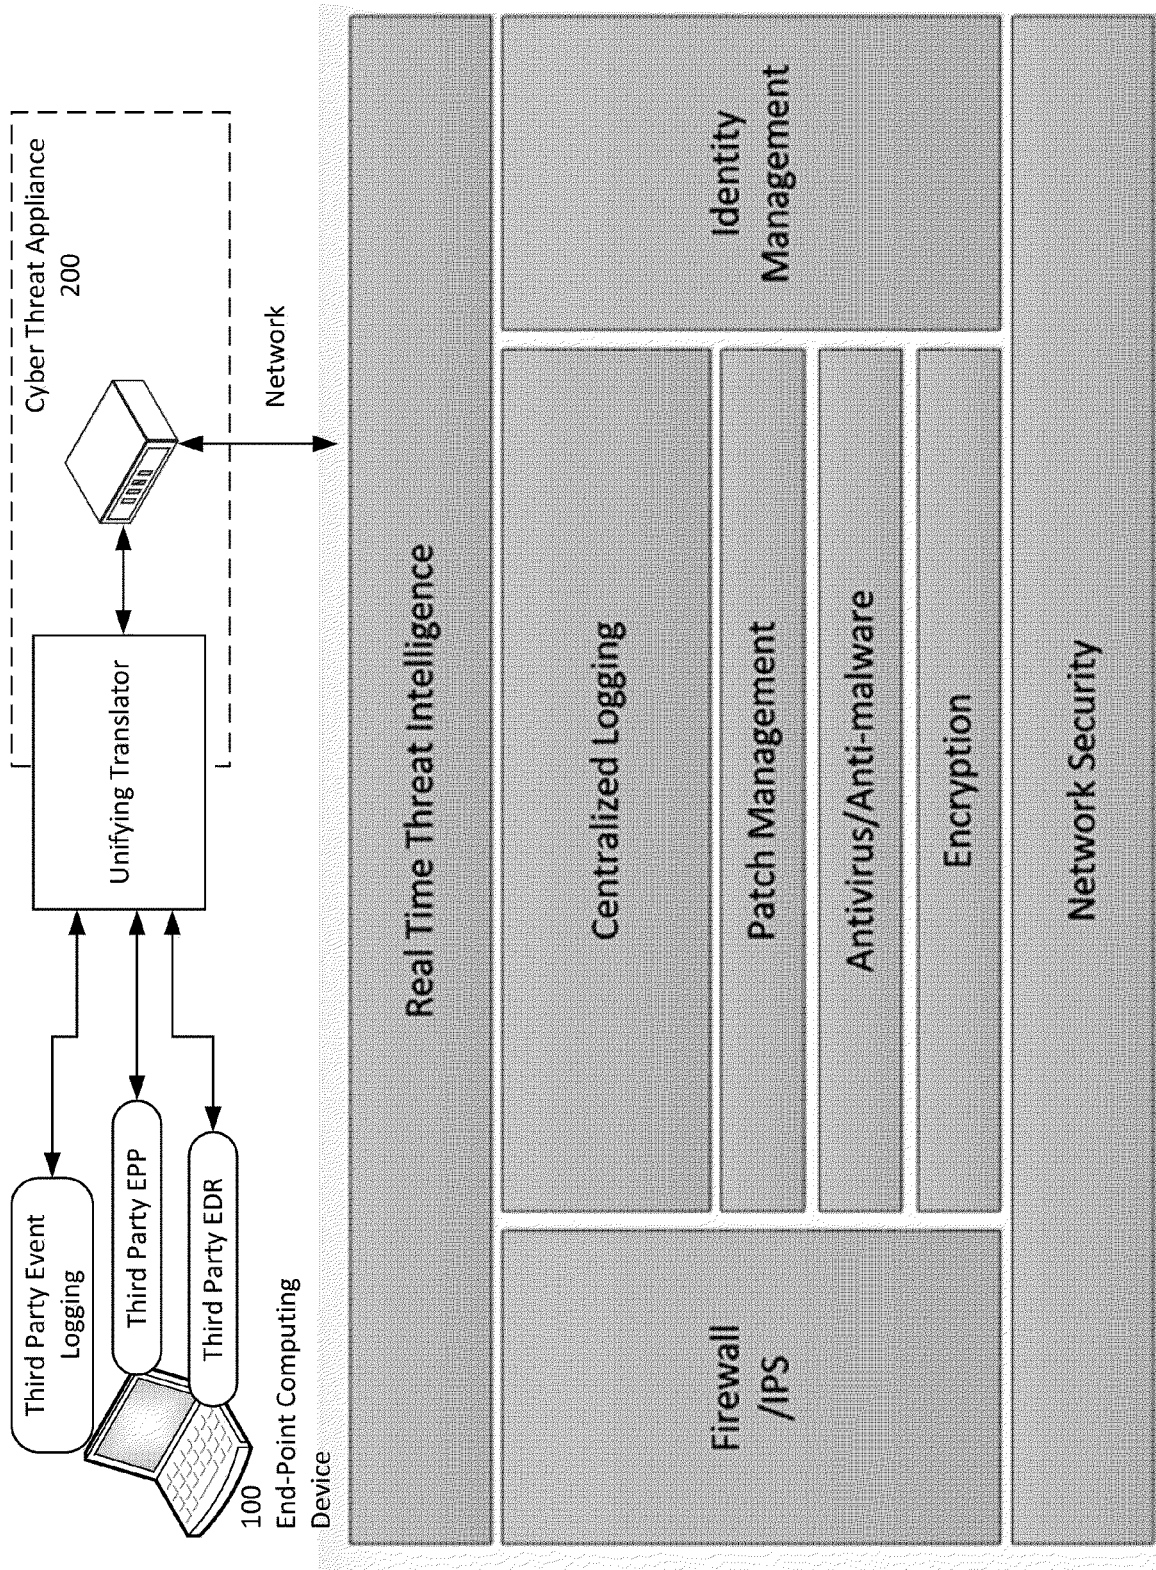 Third Party Event
Logging
Third Party EPP
Third Party EDR
100
End-Point Computing
Device
Unifying Translator
Cyber Threat Appliance
200
Network
Real Time Threat Intelligence
Firewall
/IPS
Centralized Logging
Patch Management
Antivirus/Anti-malware
Encryption
Identity
Management
Network Security